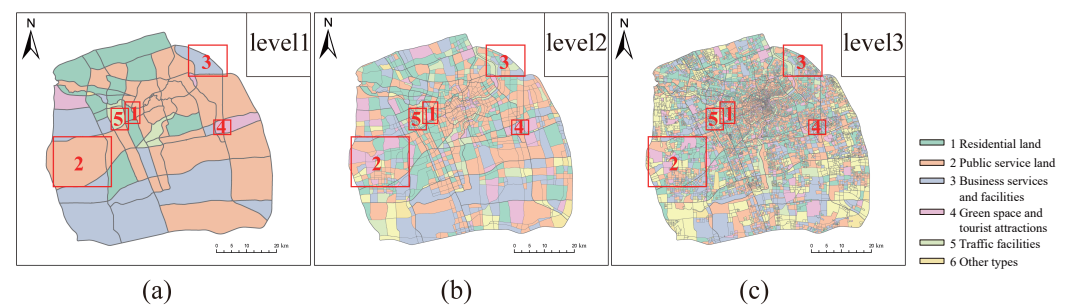 N
level1
3
1
5
4
2
0 5 10 20 km
N
level2
3
1
5
4
2
0 5 10 20 km
N
level3
3
1
5
4
2
0 5 10 20 km
1 Residential land
2 Public service land
3 Business services
and facilities
4 Green space and
tourist attractions
5 Traffic facilities
6 Other types
(a)
(b)
(c)